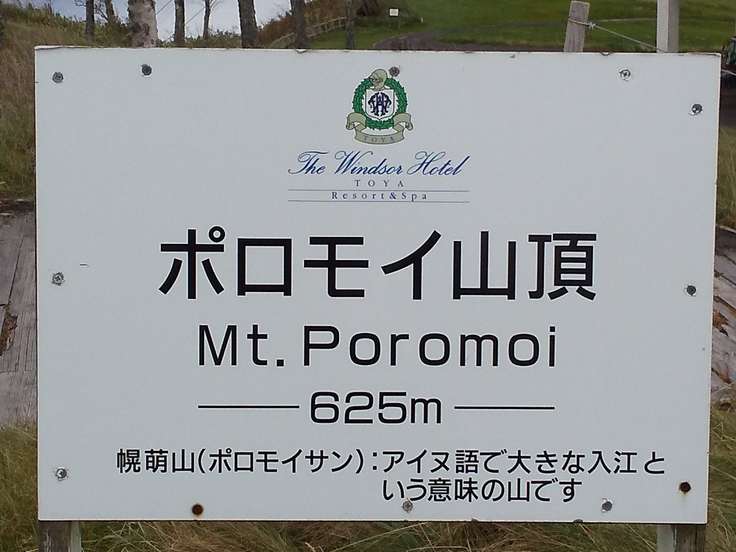 TOYA
The Windsor Hotel
TOYA
Resort&Spa
ポロモイ山頂
Mt. Poromoi
625m
幌萌山(ポロモイサン):アイヌ語で大きな入江と
いう意味の山です